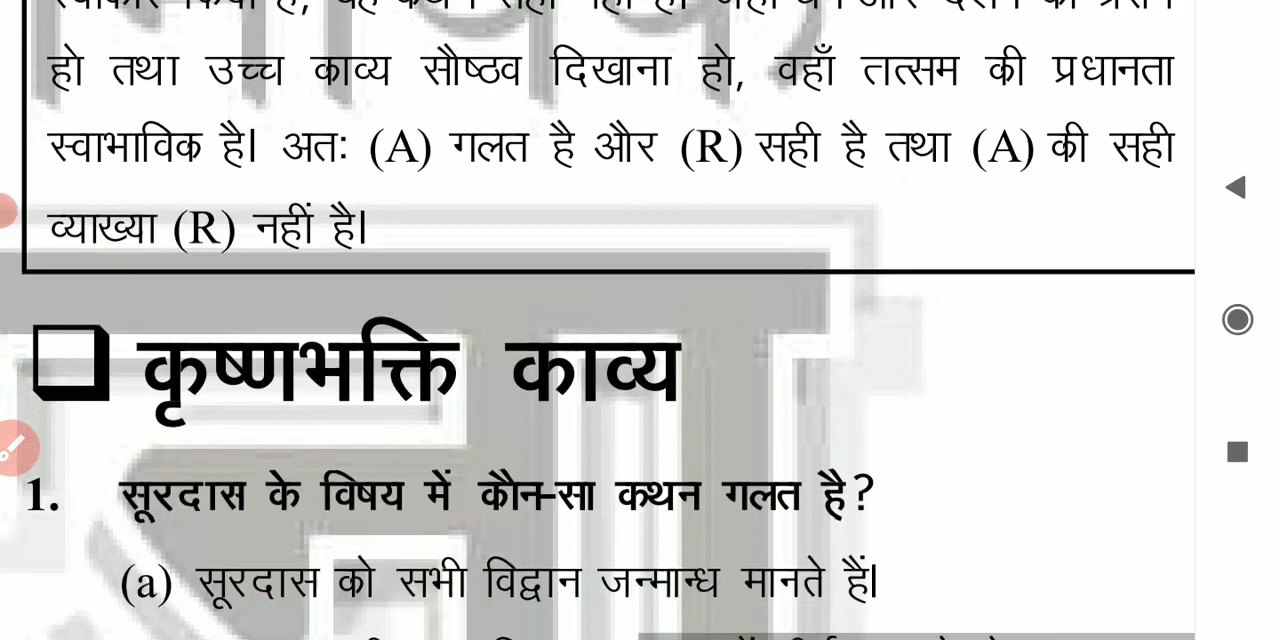 हो तथा उच्च काव्य सौष्ठव दिखाना हो, वहाँ तत्सम की प्रधानता
स्वाभाविक है। अतः (A) गलत है और (R) सही है तथा (A) की सही
व्याख्या (R) नहीं है।
❑ कृष्णभक्ति काव्य
1. सूरदास के विषय में कौन-सा कथन गलत है?
(a) सूरदास को सभी विद्वान जन्मान्ध मानते हैं।